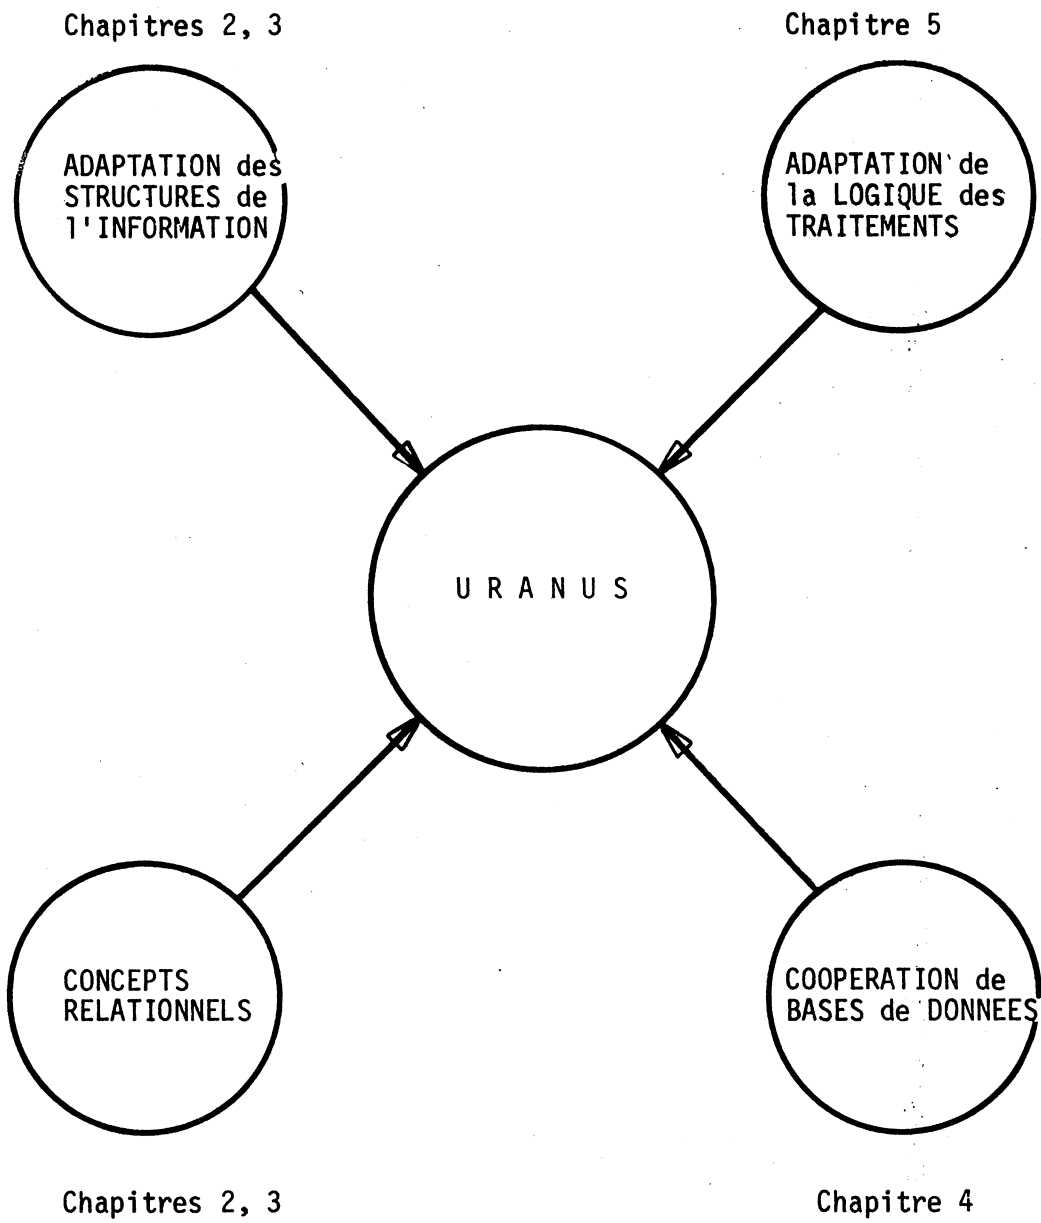 Chapitres 2, 3
Chapitre 5
ADAPTATION des
STRUCTURES de
l'INFORMATION
ADAPTATION de
la LOGIQUE des
TRAITEMENTS
U R A N U S
CONCEPTS
RELATIONNELS
COOPERATION de
BASES de DONNEES
Chapitres 2, 3
Chapitre 4